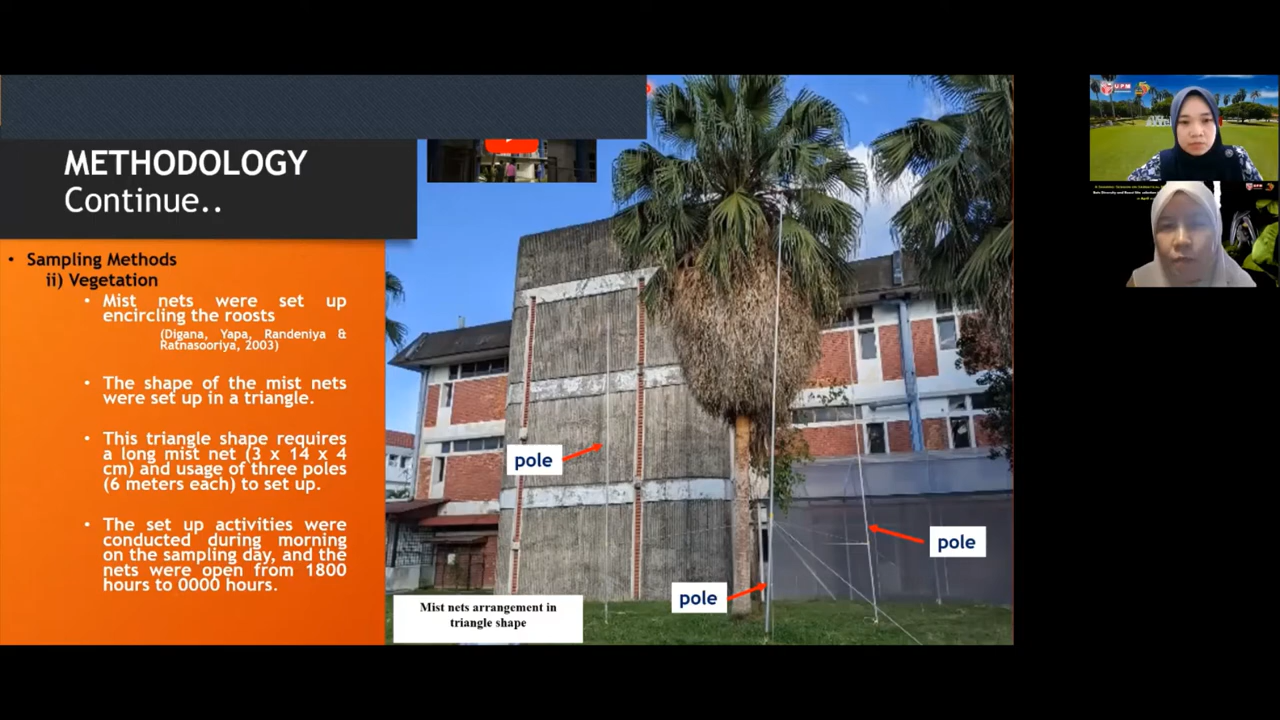 METHODOLOGY
Continue..
• Sampling Methods
ii) Vegetation
• Mist nets were set up
encircling the roosts
(Digana, Yapa, Randeniya &
Ratnasooriya, 2003)
• The shape of the mist nets
were set up in a triangle.
• This triangle shape requires
a long mist net (3 x 14 x 4
cm) and usage of three poles
(6 meters each) to set up.
• The set up activities were
conducted during morning
on the sampling day, and the
nets were open from 1800
hours to 0000 hours.
pole
pole
pole
Mist nets arrangement in
triangle shape
UPM